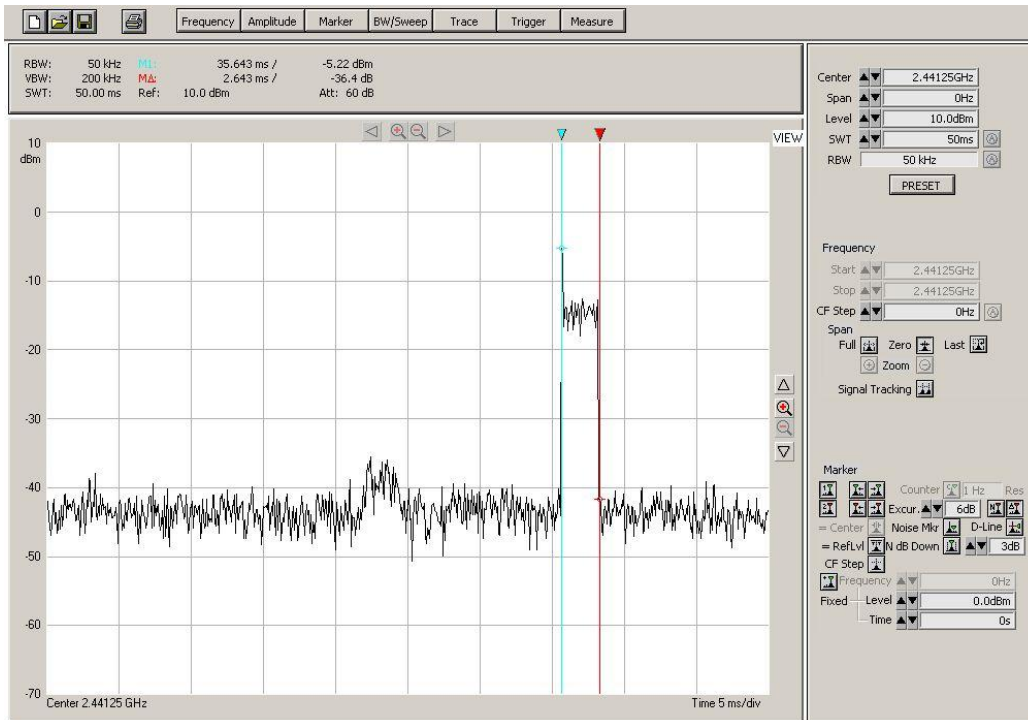 Frequency Amplitude Marker BW/Sweep Trace Trigger Measure
RBW: 50 kHz M1: 35.643 ms / -5.22 dBm
VBW: 200 kHz MΔ: 2.643 ms / -36.4 dB
SWT: 50.00 ms Ref: 10.0 dBm Att: 60 dB
VIEW
10
dBm
0
-10
-20
-30
-40
-50
-60
-70
Center 2.44125 GHz Time 5 ms/div
Center 2.44125GHz
Span 0Hz
Level 10.0dBm
SWT 50ms
RBW 50 kHz
PRESET
Frequency
Start 2.44125GHz
Stop 2.44125GHz
CF Step 0Hz
Span
Full Zero Last
Zoom
Signal Tracking
Marker
Counter 1 Hz Res
Excur. 6dB
= Center Noise Mkr D-Line
= RefLvl N dB Down 3dB
CF Step
Frequency 0Hz
Fixed Level 0.0dBm
Time 0s